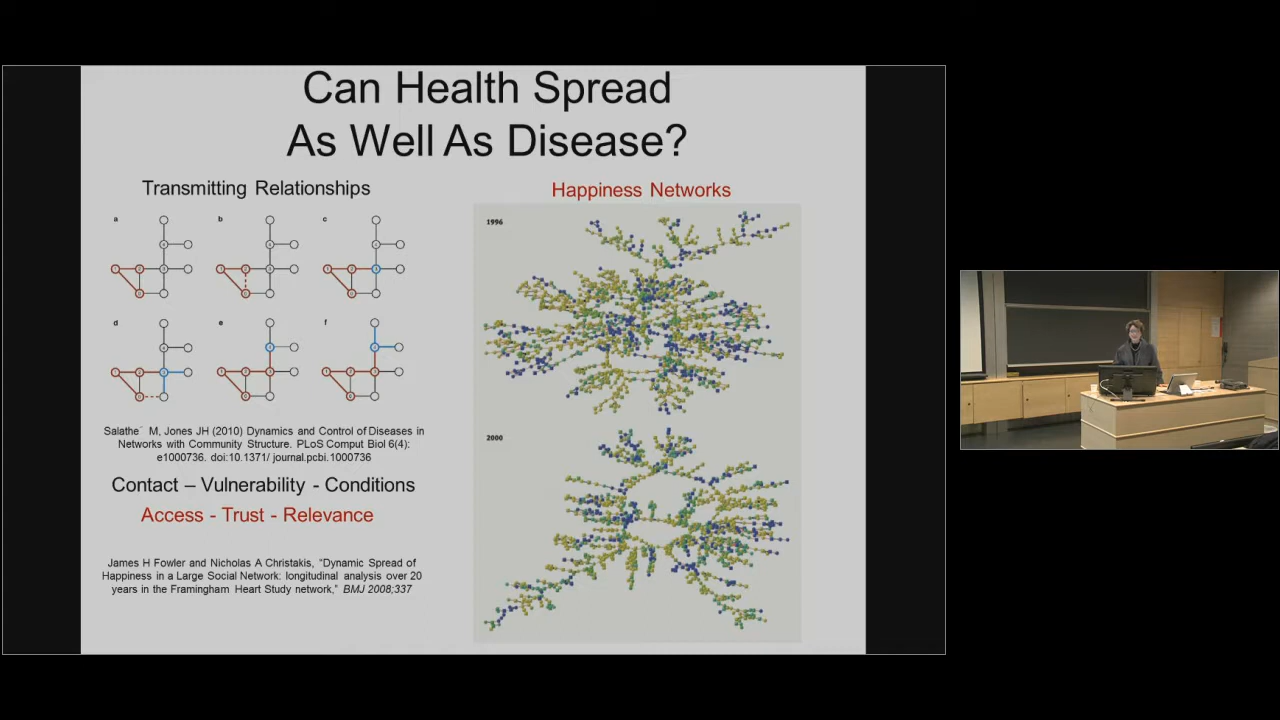 Can Health Spread
As Well As Disease?
Transmitting Relationships
a
b
c
d
e
f
Salathe´ M, Jones JH (2010) Dynamics and Control of Diseases in
Networks with Community Structure. PLoS Comput Biol 6(4):
e1000736. doi:10.1371/ journal.pcbi.1000736
Contact – Vulnerability - Conditions
Access - Trust - Relevance
James H Fowler and Nicholas A Christakis, “Dynamic Spread of
Happiness in a Large Social Network: longitudinal analysis over 20
years in the Framingham Heart Study network,” BMJ 2008;337
Happiness Networks
1996
2000